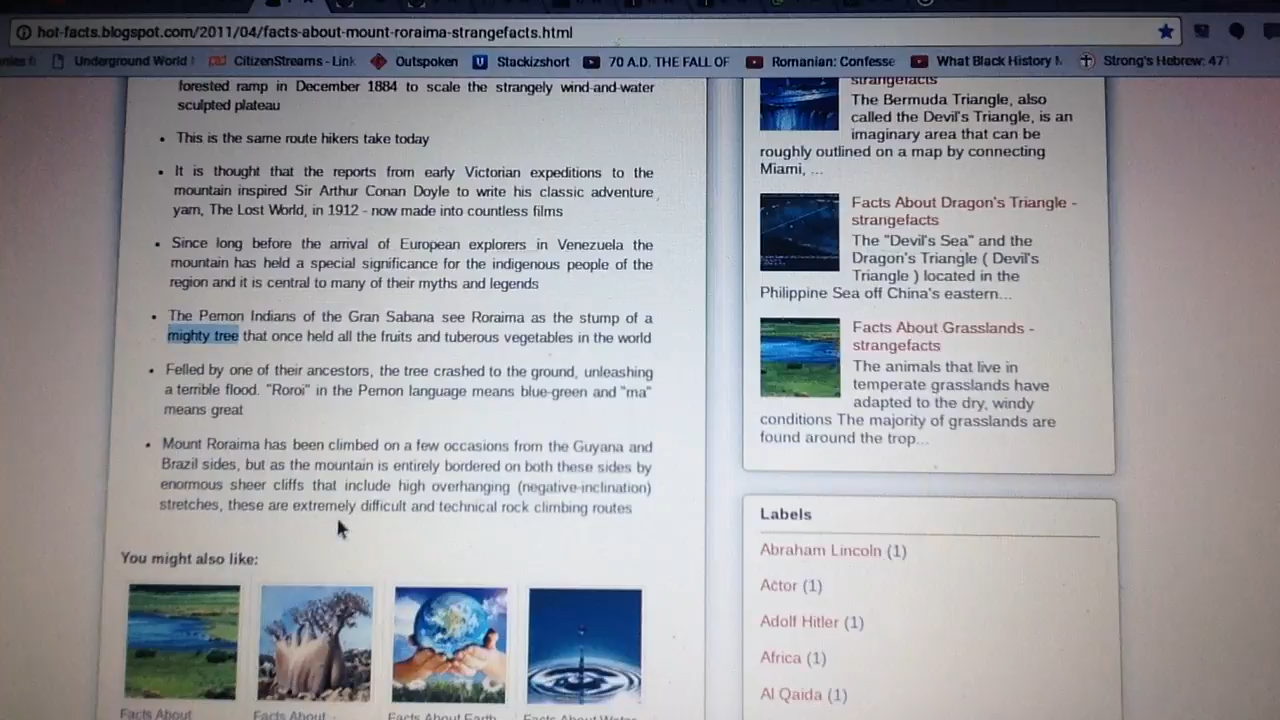 hot-facts.blogspot.com/2011/04/facts-about-mount-roraima-strangefacts.html
Underground World
CitizenStreams - Link
Outspoken
Stackizshort
70 A.D. THE FALL OF
Romanian: Confesse
What Black History
Strong's Hebrew: 471
forested ramp in December 1884 to scale the strangely wind-and-water
sculpted plateau
This is the same route hikers take today
It is thought that the reports from early Victorian expeditions to the
mountain inspired Sir Arthur Conan Doyle to write his classic adventure
yarn, The Lost World, in 1912 - now made into countless films
Since long before the arrival of European explorers in Venezuela the
mountain has held a special significance for the indigenous people of the
region and it is central to many of their myths and legends
The Pemon Indians of the Gran Sabana see Roraima as the stump of a
mighty tree that once held all the fruits and tuberous vegetables in the world
Felled by one of their ancestors, the tree crashed to the ground, unleashing
a terrible flood. "Roroi" in the Pemon language means blue-green and "ma"
means great
Mount Roraima has been climbed on a few occasions from the Guyana and
Brazil sides, but as the mountain is entirely bordered on both these sides by
enormous sheer cliffs that include high overhanging (negative-inclination)
stretches, these are extremely difficult and technical rock climbing routes
You might also like:
Facts About
Facts About
Facts About Earth
Facts About Water
strangefacts
The Bermuda Triangle, also
called the Devil's Triangle, is an
imaginary area that can be
roughly outlined on a map by connecting
Miami, ...
Facts About Dragon's Triangle -
strangefacts
The "Devil's Sea" and the
Dragon's Triangle ( Devil's
Triangle ) located in the
Philippine Sea off China's eastern...
Facts About Grasslands -
strangefacts
The animals that live in
temperate grasslands have
adapted to the dry, windy
conditions The majority of grasslands are
found around the trop...
Labels
Abraham Lincoln (1)
Actor (1)
Adolf Hitler (1)
Africa (1)
Al Qaida (1)